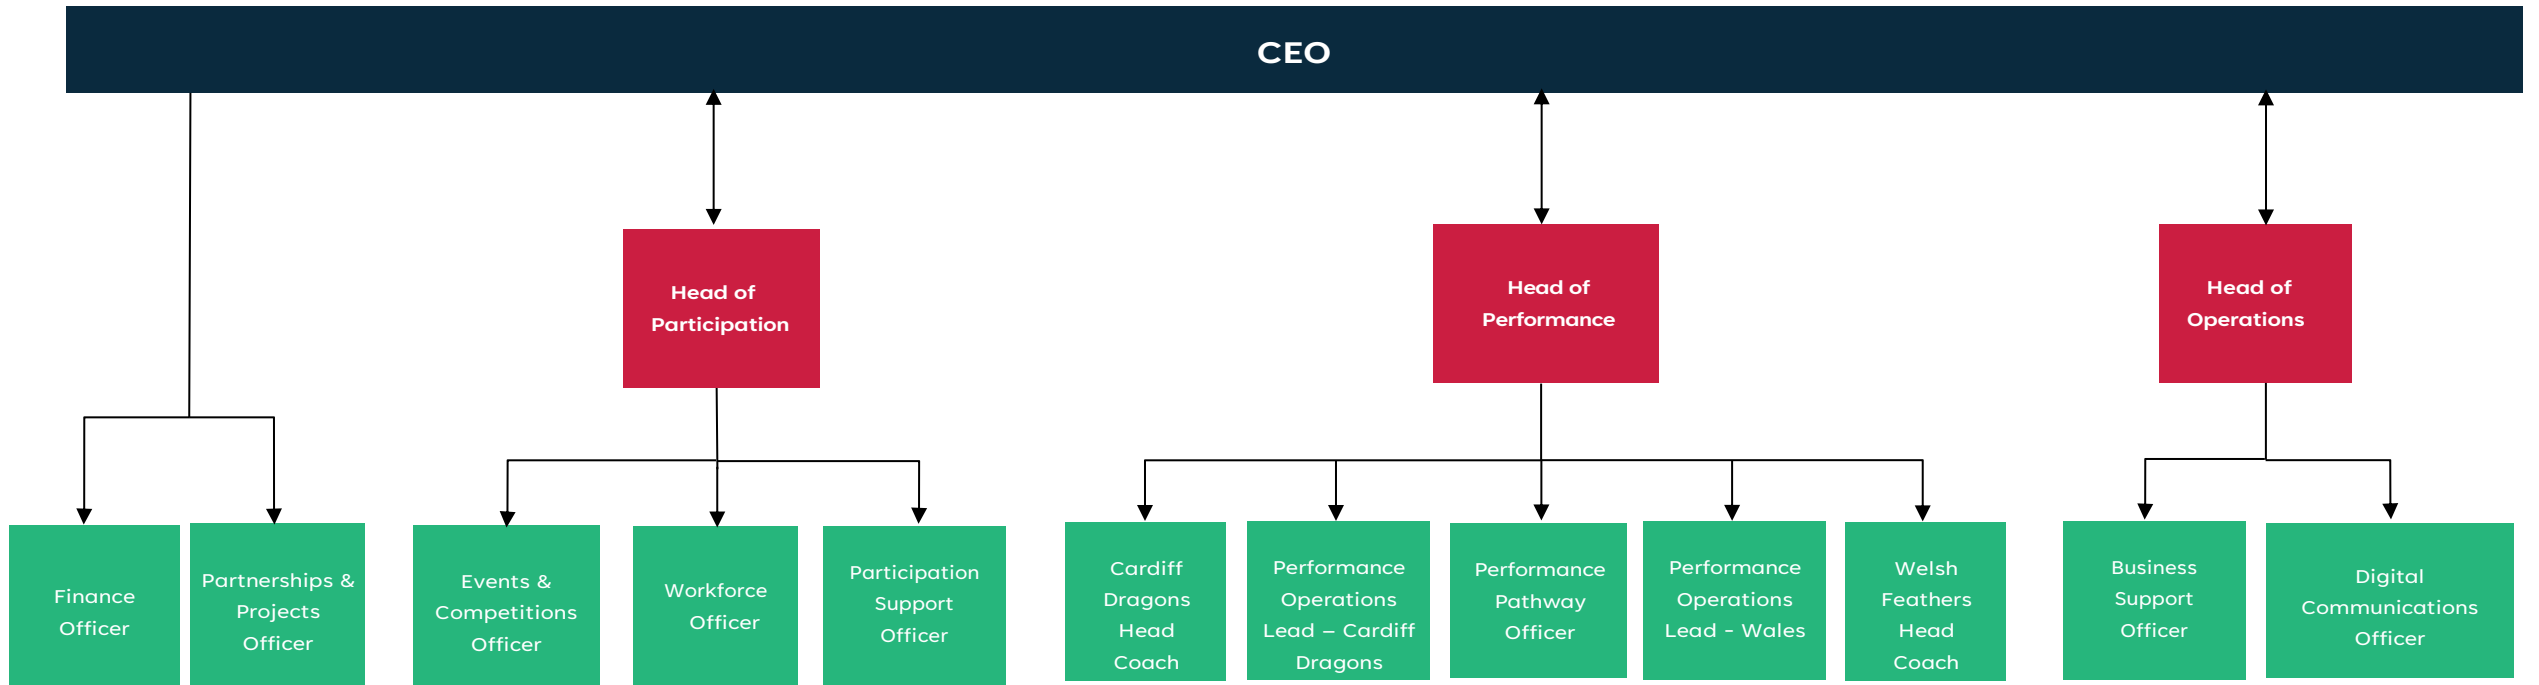 CEO
Head of
Participation
Head of
Performance
Head of
Operations
Finance
Officer
Partnerships &
Projects
Officer
Events &
Competitions
Officer
Workforce
Officer
Participation
Support
Officer
Cardiff
Dragons
Head
Coach
Performance
Operations
Lead – Cardiff
Dragons
Performance
Pathway
Officer
Performance
Operations
Lead - Wales
Welsh
Feathers
Head
Coach
Business
Support
Officer
Digital
Communications
Officer